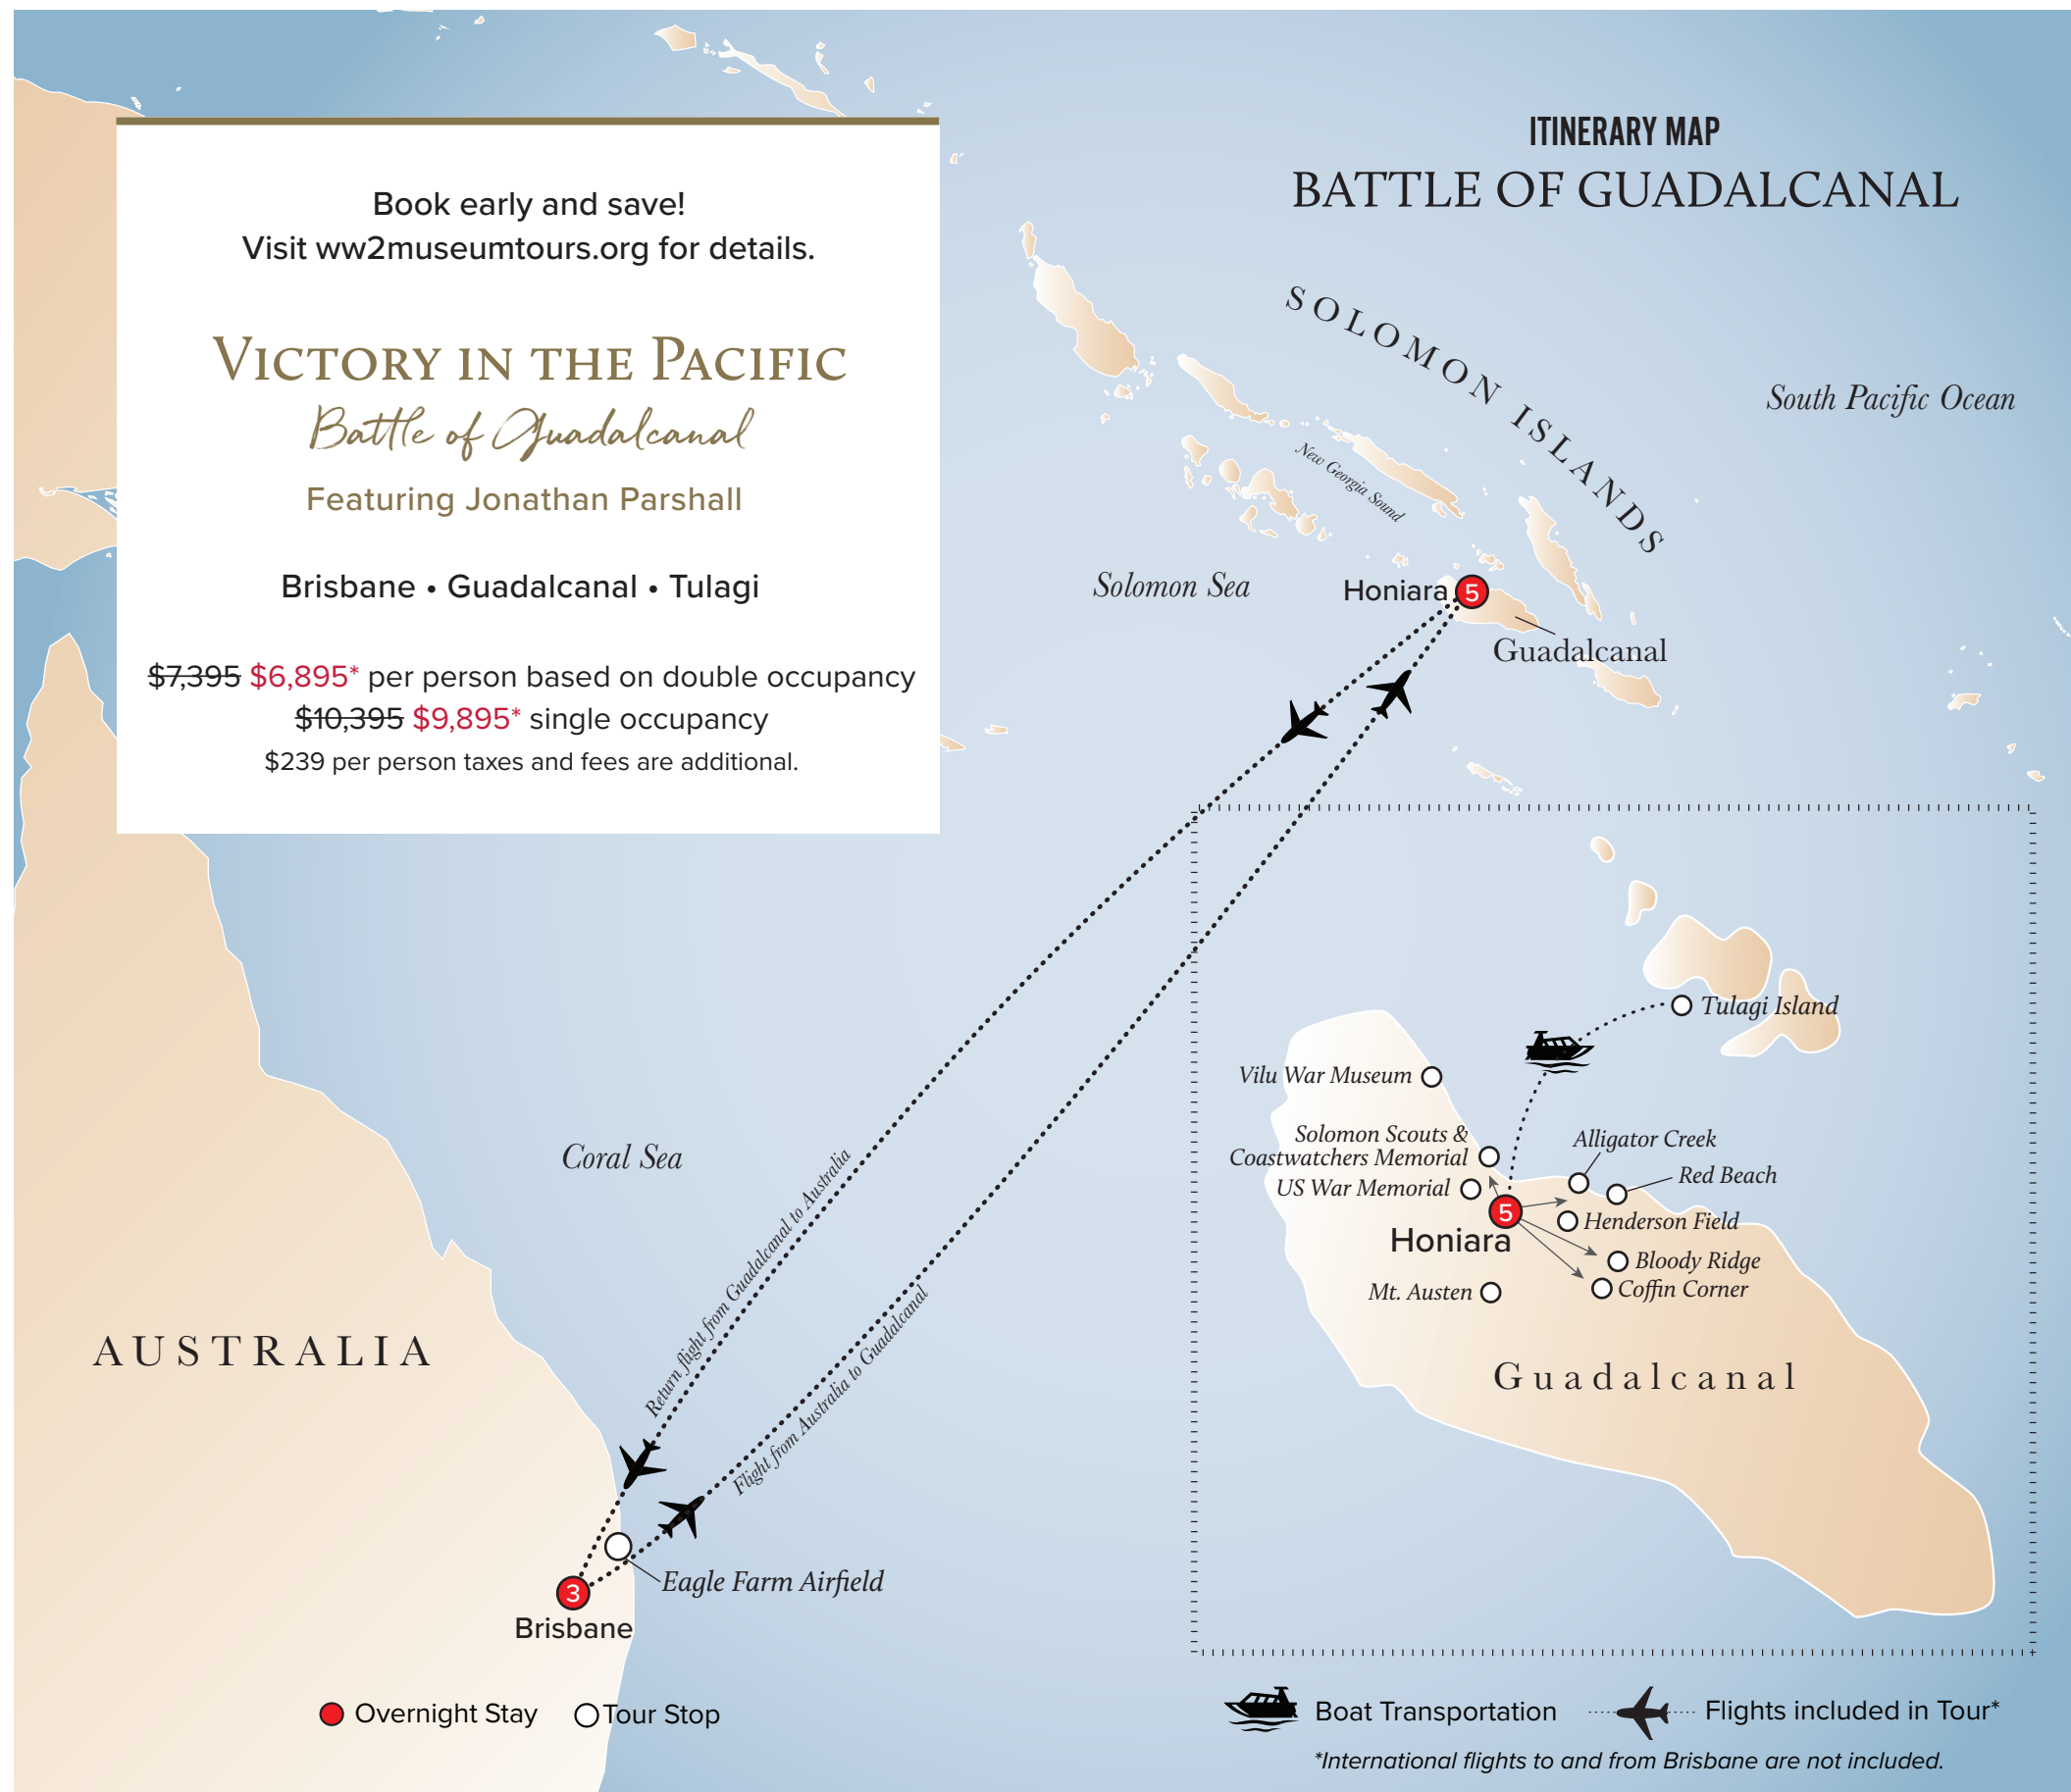 Book early and save!
Visit ww2museumtours.org for details.
VICTORY IN THE PACIFIC
Battle of Guadalcanal
Featuring Jonathan Parshall
Brisbane • Guadalcanal • Tulagi
$7,395 $6,895* per person based on double occupancy
$10,395 $9,895* single occupancy
$239 per person taxes and fees are additional.
ITINERARY MAP
BATTLE OF GUADALCANAL
SOLOMON ISLANDS
South Pacific Ocean
New Georgia Sound
Solomon Sea
Honiara 5
Guadalcanal
Tulagi Island
Vilu War Museum
Solomon Scouts &
Coastwatchers Memorial
US War Memorial
Alligator Creek
Red Beach
5
Henderson Field
Honiara
Bloody Ridge
Coffin Corner
Mt. Austen
Guadalcanal
Coral Sea
Return flight from Guadalcanal to Australia
Flight from Australia to Guadalcanal
AUSTRALIA
Eagle Farm Airfield
3
Brisbane
Overnight Stay
Tour Stop
Boat Transportation
Flights included in Tour*
*International flights to and from Brisbane are not included.